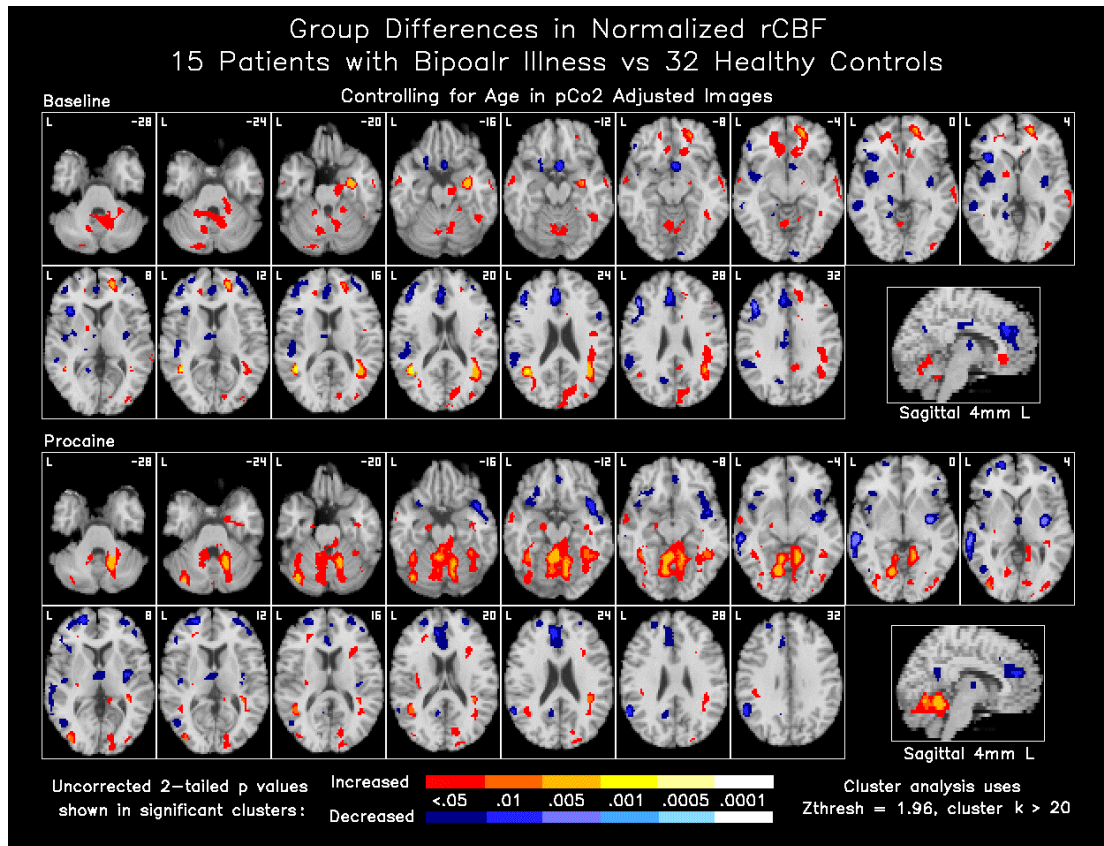 Group Differences in Normalized rCBF
15 Patients with Bipoalr Illness vs 32 Healthy Controls
Controlling for Age in pCo2 Adjusted Images
Baseline
L -28 L -24 L -20 L -16 L -12 L -8 L -4 L 0 L 4
L 8 L 12 L 16 L 20 L 24 L 28 L 32
Sagittal 4mm L
Procaine
L -28 L -24 L -20 L -16 L -12 L -8 L -4 L 0 L 4
L 8 L 12 L 16 L 20 L 24 L 28 L 32
Sagittal 4mm L
Uncorrected 2-tailed p values
shown in significant clusters:
Increased
<.05 .01 .005 .001 .0005 .0001
Decreased
Cluster analysis uses
Zthresh = 1.96, cluster k > 20